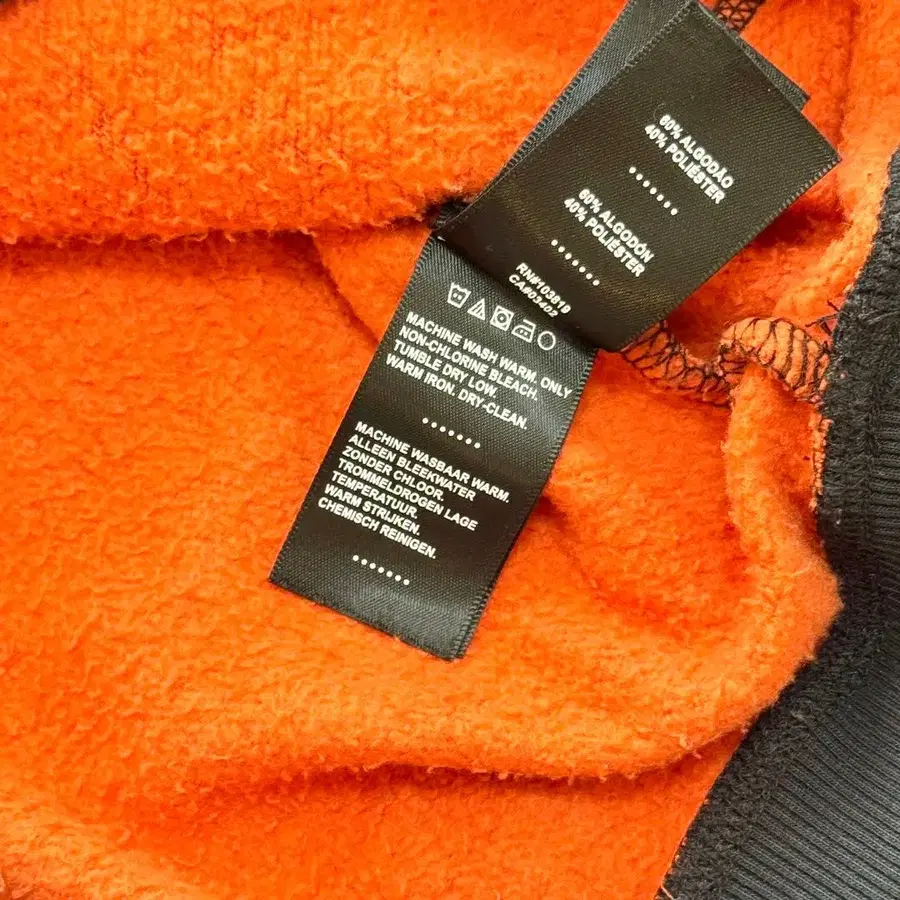 60% ALGODÃO
40% POLIÉSTER
60% ALGODÓN
40% POLIÉSTER
RN#103819
CA#03402
MACHINE WASH WARM. ONLY
NON-CHLORINE BLEACH.
TUMBLE DRY LOW.
WARM IRON. DRY-CLEAN.
MACHINE WASBAAR WARM.
ALLEEN BLEEKWATER
ZONDER CHLOOR.
TROMMELDROGEN LAGE
TEMPERATUUR.
WARM STRIJKEN.
CHEMISCH REINIGEN.